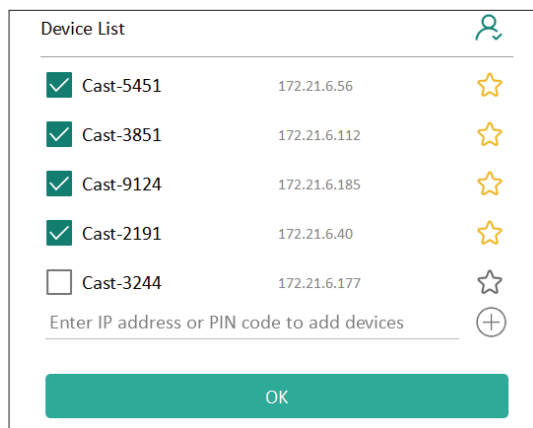 Device List
Cast-5451 172.21.6.56
Cast-3851 172.21.6.112
Cast-9124 172.21.6.185
Cast-2191 172.21.6.40
Cast-3244 172.21.6.177
Enter IP address or PIN code to add devices
OK